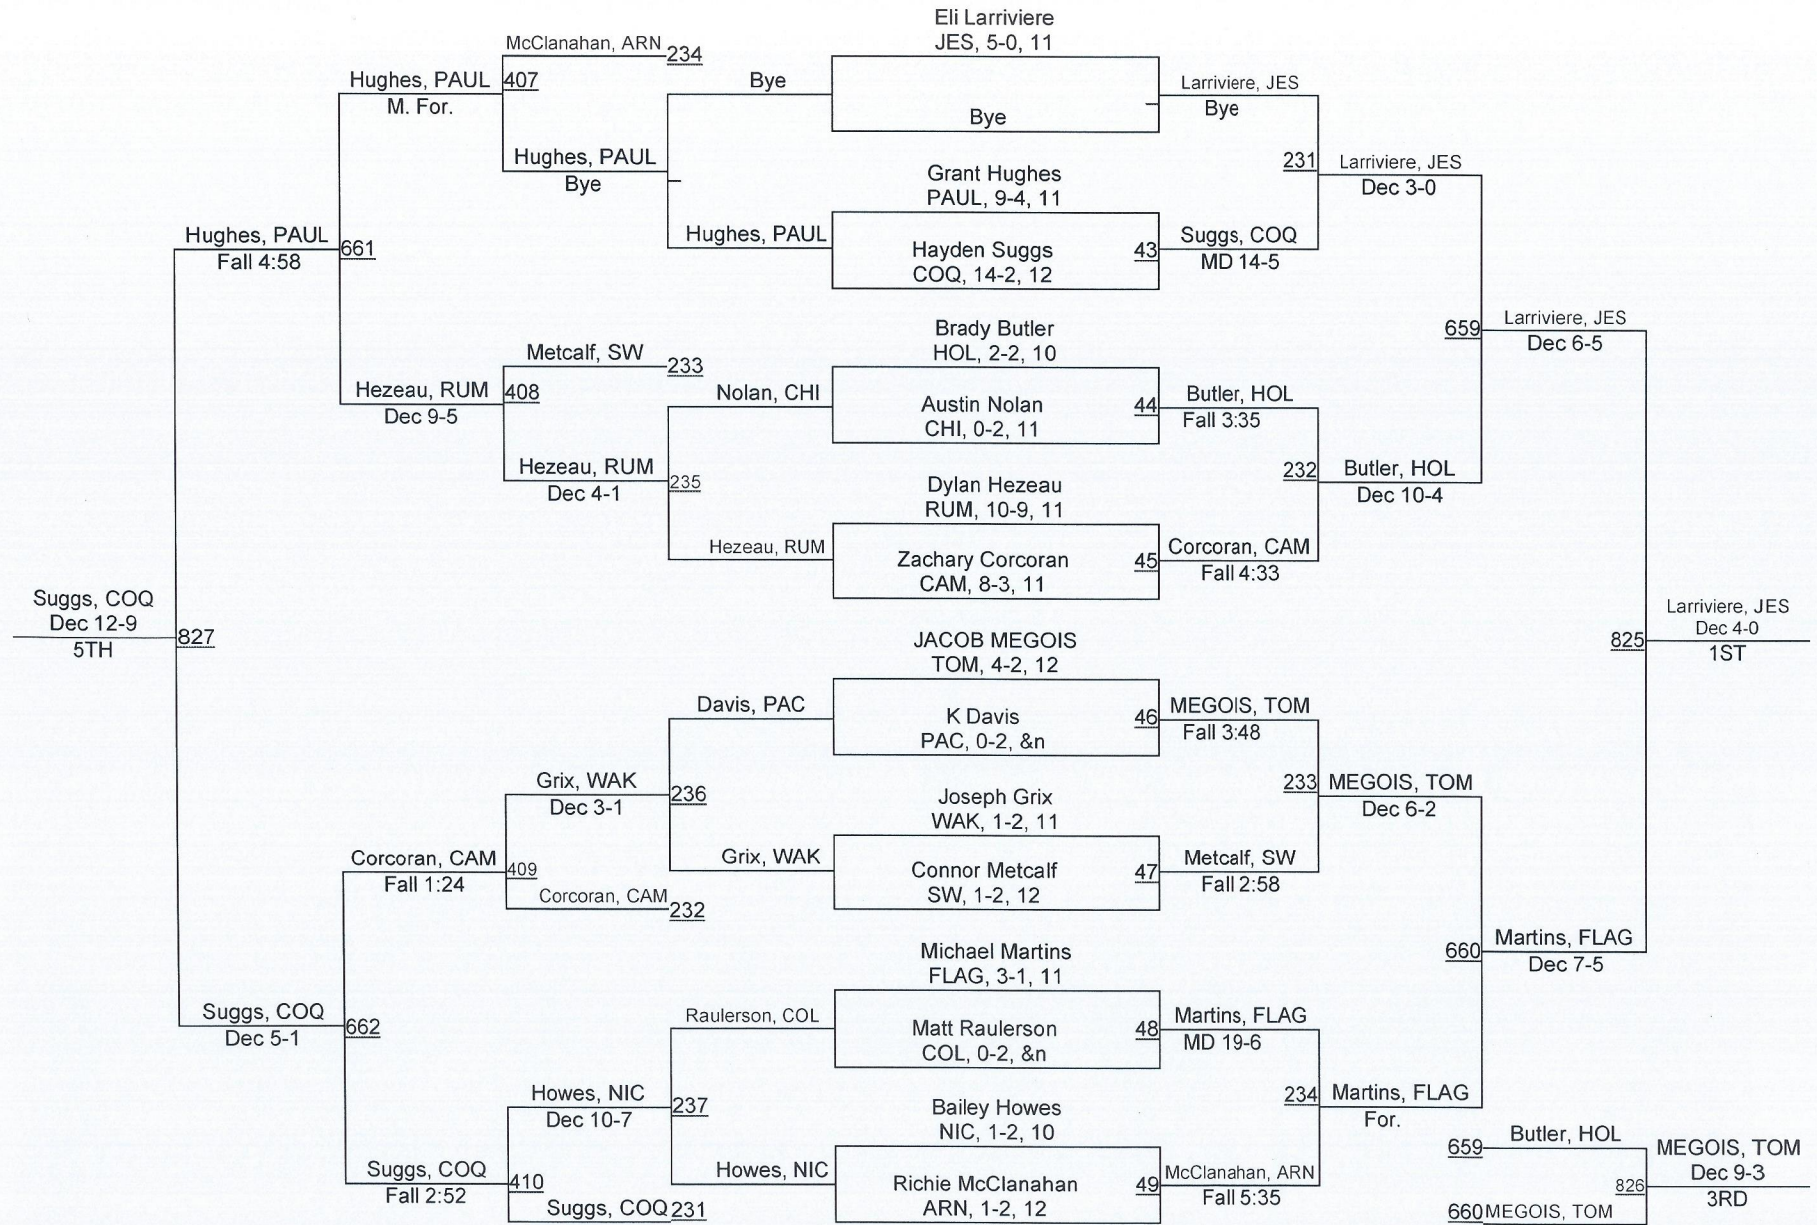 Eli Larriviere
JES, 5-0, 11
McClanahan, ARN 234
Hughes, PAUL 407
M. For.
Bye
Larriviere, JES
Bye
Bye
Hughes, PAUL
Bye
231
Larriviere, JES
Dec 3-0
Grant Hughes
PAUL, 9-4, 11
Hughes, PAUL
Fall 4:58
661
Hughes, PAUL
Hayden Suggs
COQ, 14-2, 12
43
Suggs, COQ
MD 14-5
Brady Butler
HOL, 2-2, 10
659
Larriviere, JES
Dec 6-5
Metcalf, SW 233
Hezeau, RUM 408
Dec 9-5
Nolan, CHI
Austin Nolan
CHI, 0-2, 11
44
Butler, HOL
Fall 3:35
Hezeau, RUM
Dec 4-1
235
232
Butler, HOL
Dec 10-4
Dylan Hezeau
RUM, 10-9, 11
Hezeau, RUM
Zachary Corcoran
CAM, 8-3, 11
45
Corcoran, CAM
Fall 4:33
Suggs, COQ
Dec 12-9
5TH
827
825
Larriviere, JES
Dec 4-0
1ST
JACOB MEGOIS
TOM, 4-2, 12
Davis, PAC
K Davis
PAC, 0-2, &n
46
MEGOIS, TOM
Fall 3:48
Grix, WAK
Dec 3-1
236
233
MEGOIS, TOM
Dec 6-2
Joseph Grix
WAK, 1-2, 11
Corcoran, CAM
Fall 1:24
409
Grix, WAK
Connor Metcalf
SW, 1-2, 12
47
Metcalf, SW
Fall 2:58
Corcoran, CAM 232
Michael Martins
FLAG, 3-1, 11
660
Martins, FLAG
Dec 7-5
Suggs, COQ
Dec 5-1
662
Raulerson, COL
Matt Raulerson
COL, 0-2, &n
48
Martins, FLAG
MD 19-6
Howes, NIC
Dec 10-7
237
234
Martins, FLAG
For.
Bailey Howes
NIC, 1-2, 10
Suggs, COQ
Fall 2:52
410
Howes, NIC
Richie McClanahan
ARN, 1-2, 12
49
McClanahan, ARN
Fall 5:35
Suggs, COQ 231
659
Butler, HOL
MEGOIS, TOM
Dec 9-3
3RD
826
660 MEGOIS, TOM